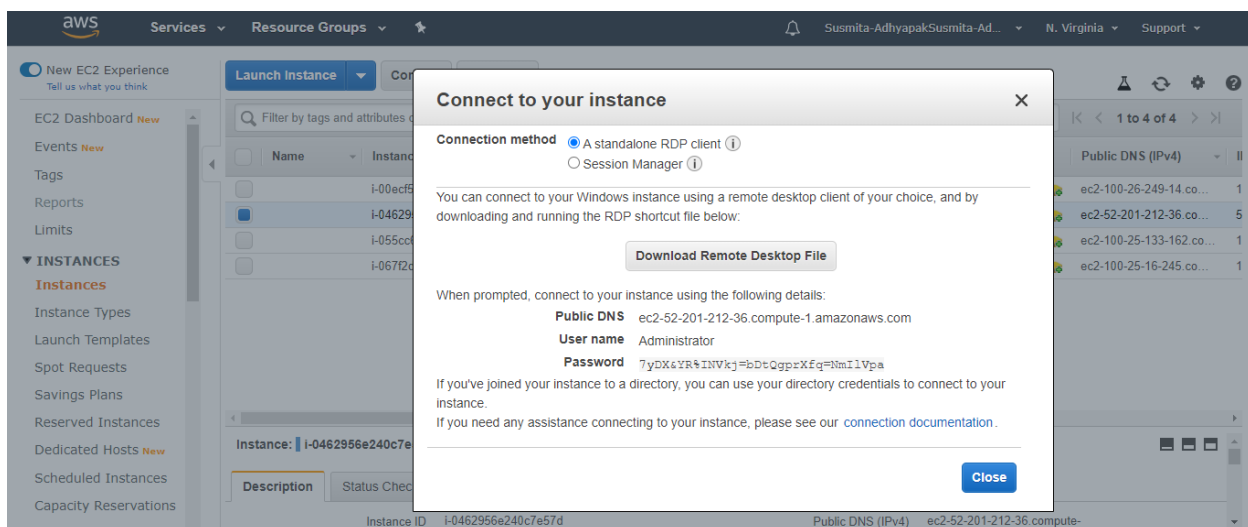 aws Services Resource Groups Susmita-AdhyapakSusmita-Ad... N. Virginia Support
New EC2 Experience
Tell us what you think
EC2 Dashboard New
Events New
Tags
Reports
Limits
INSTANCES
Instances
Instance Types
Launch Templates
Spot Requests
Savings Plans
Reserved Instances
Dedicated Hosts New
Scheduled Instances
Capacity Reservations
Launch Instance
Filter by tags and attributes
1 to 4 of 4
Name
Public DNS (IPv4)
i-00ecf5 ec2-100-26-249-14.co... 1
i-04629 ec2-52-201-212-36.co... 5
i-055cc ec2-100-25-133-162.co... 1
i-067f2 ec2-100-25-16-245.co... 1
Connect to your instance
Connection method A standalone RDP client
Session Manager
You can connect to your Windows instance using a remote desktop client of your choice, and by
downloading and running the RDP shortcut file below:
Download Remote Desktop File
When prompted, connect to your instance using the following details:
Public DNS ec2-52-201-212-36.compute-1.amazonaws.com
User name Administrator
Password 7yDX&YR%INVkj=bDtQgprXfq=NmIlVpa
If you've joined your instance to a directory, you can use your directory credentials to connect to your
instance.
If you need any assistance connecting to your instance, please see our connection documentation.
Close
Instance: i-0462956e240c7e
Description Status Chec
Instance ID i-0462956e240c7e57d Public DNS (IPv4) ec2-52-201-212-36.compute-